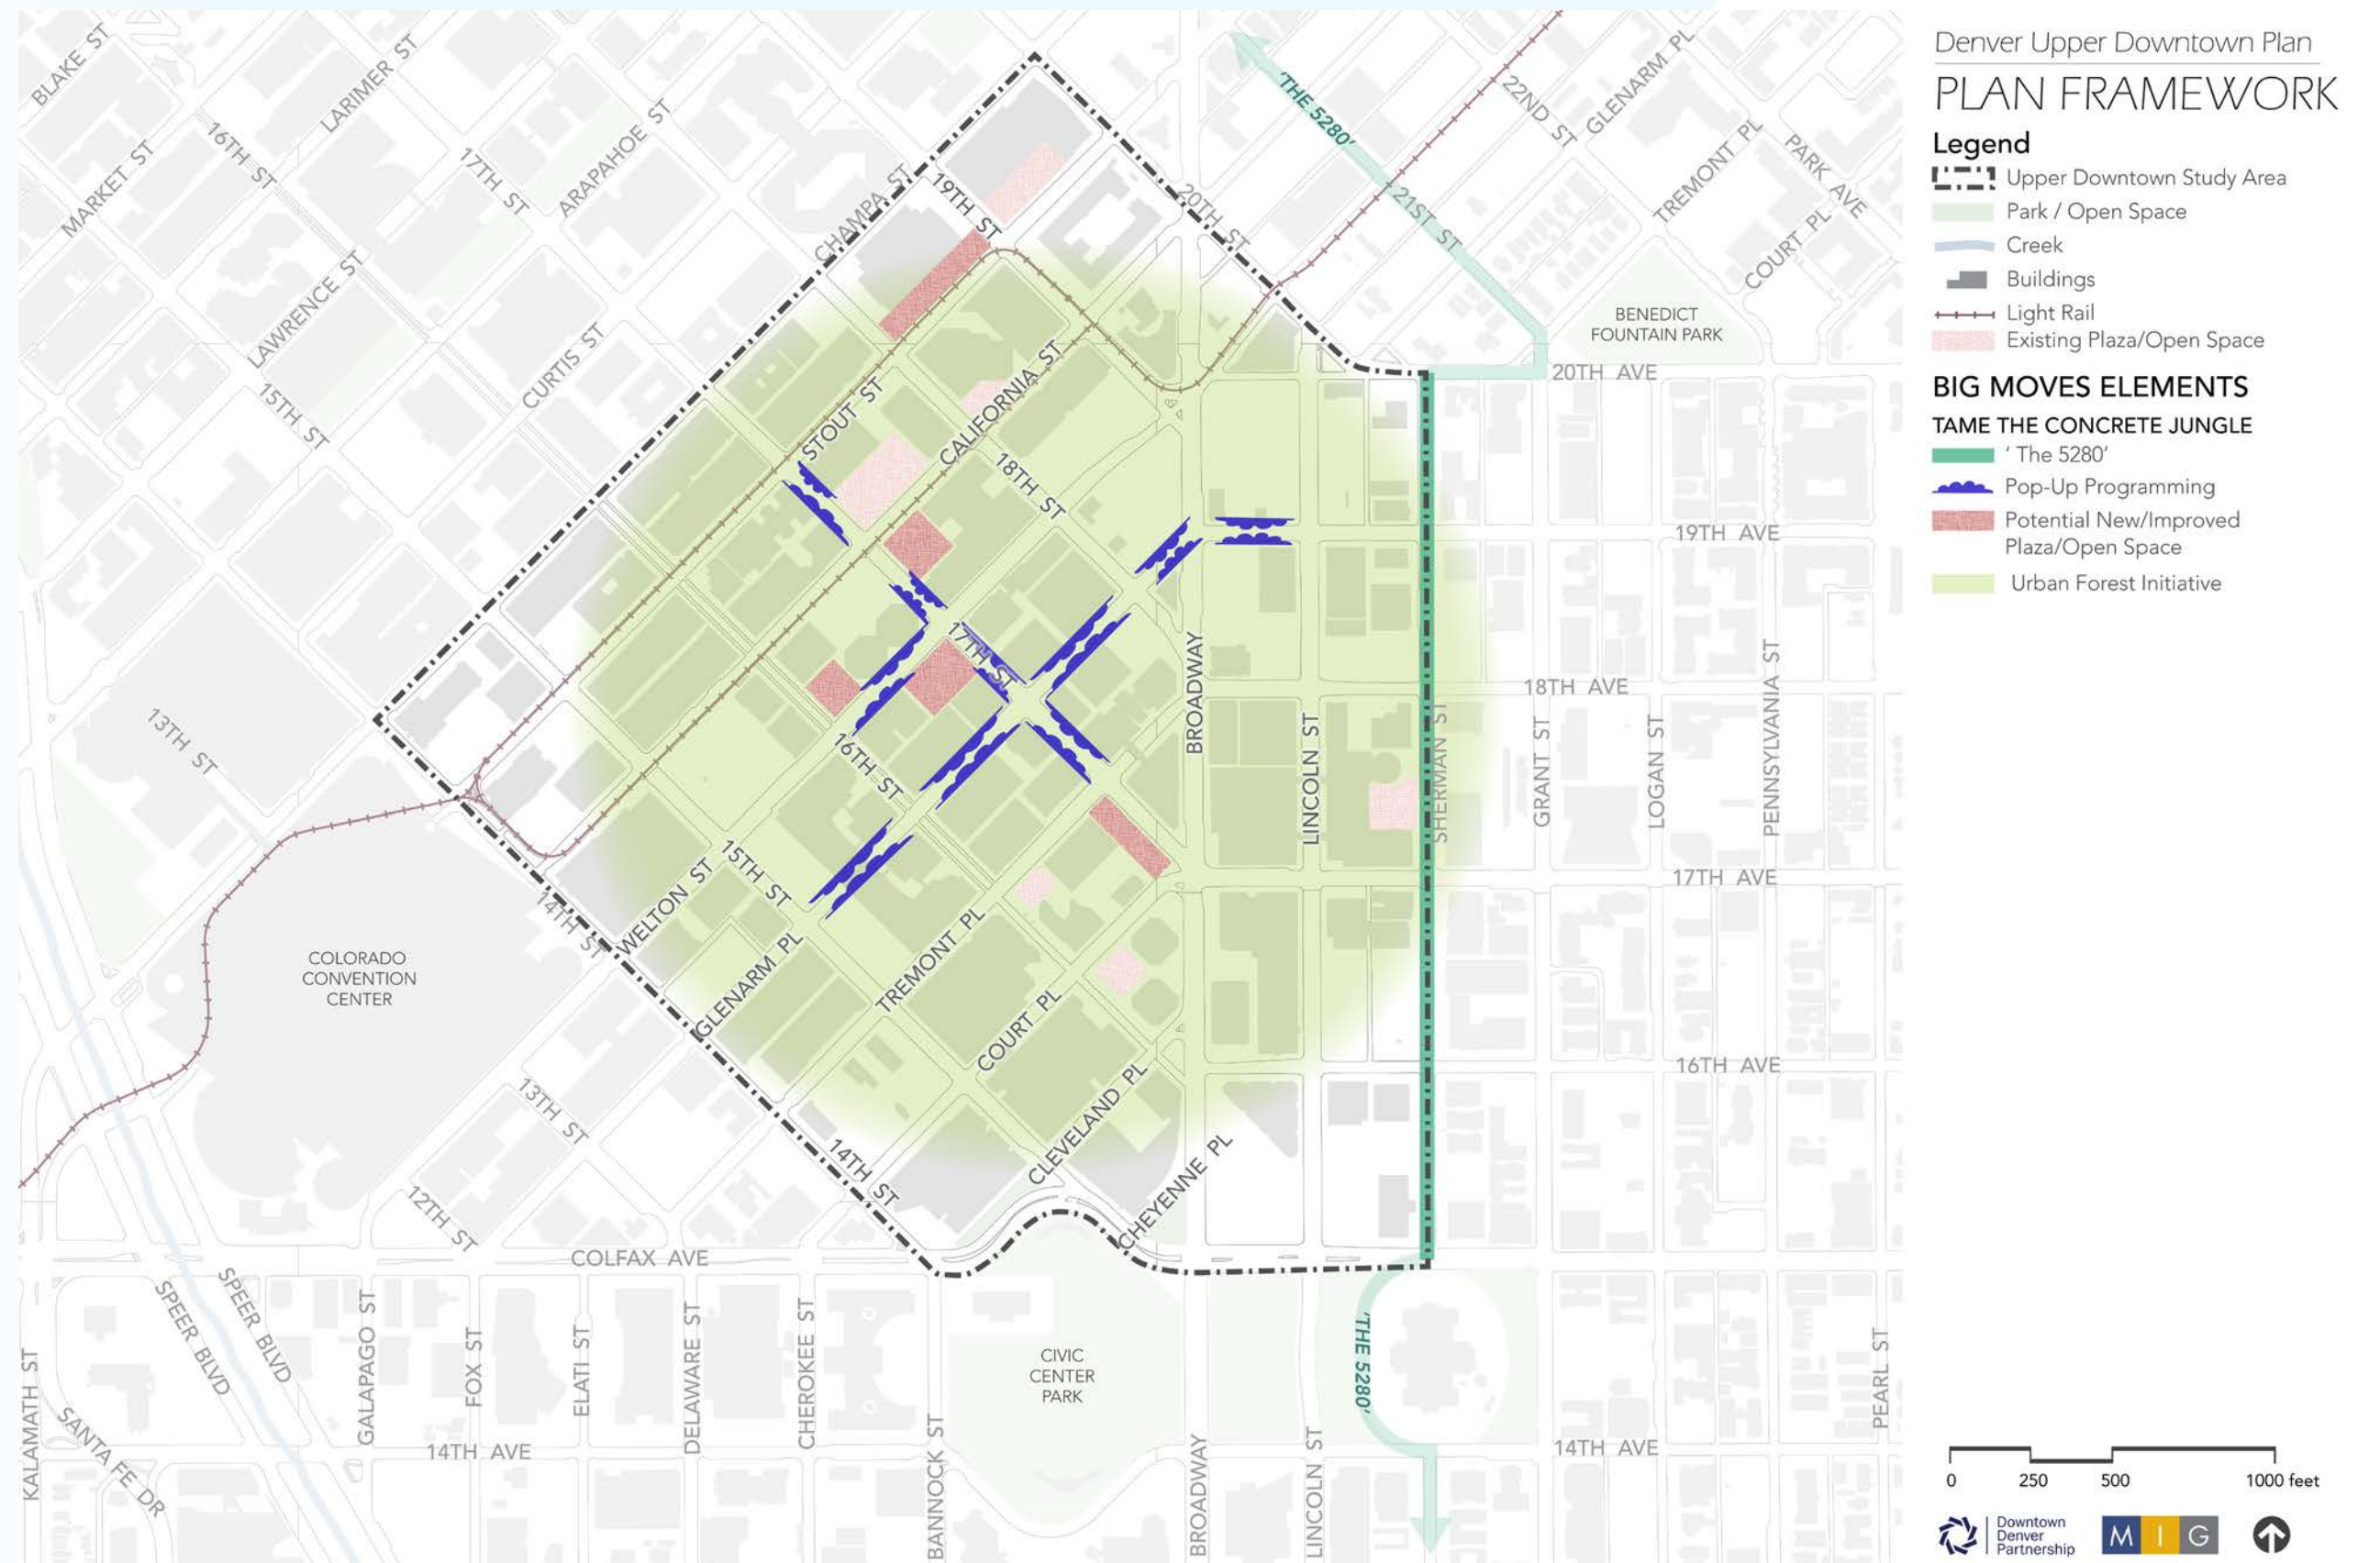 Denver Upper Downtown Plan
PLAN FRAMEWORK
Legend
Upper Downtown Study Area
Park / Open Space
Creek
Buildings
Light Rail
Existing Plaza/Open Space
BIG MOVES ELEMENTS
TAME THE CONCRETE JUNGLE
' The 5280'
Pop-Up Programming
Potential New/Improved
Plaza/Open Space
Urban Forest Initiative
BLAKE ST
LARIMER ST
MARKET ST
16TH ST
17TH ST
ARAPAHOE ST
CHAMPA ST
19TH ST
20TH ST
'THE 5280'
21ST ST
22ND ST
GLENARM PL
TREMONT PL
PARK AVE
COURT PL
LAWRENCE ST
15TH ST
CURTIS ST
BENEDICT
FOUNTAIN PARK
20TH AVE
STOUT ST
CALIFORNIA ST
18TH ST
19TH AVE
17TH ST
BROADWAY
18TH AVE
LINCOLN ST
SHERMAN ST
GRANT ST
LOGAN ST
PENNSYLVANIA ST
13TH ST
16TH ST
15TH ST
17TH AVE
14TH ST
WELTON ST
GLENARM PL
TREMONT PL
COURT PL
COLORADO
CONVENTION
CENTER
16TH AVE
13TH ST
CLEVELAND PL
CHEYENNE PL
14TH ST
12TH ST
COLFAX AVE
SPEER BLVD
SPEER BLVD
GALAPAGO ST
FOX ST
ELATI ST
DELAWARE ST
CHEROKEE ST
CIVIC
CENTER
PARK
'THE 5280'
KALAMATH ST
SANTA FE DR
14TH AVE
BANNOCK ST
BROADWAY
LINCOLN ST
14TH AVE
PEARL ST
0 250 500 1000 feet
Downtown
Denver
Partnership
M I G